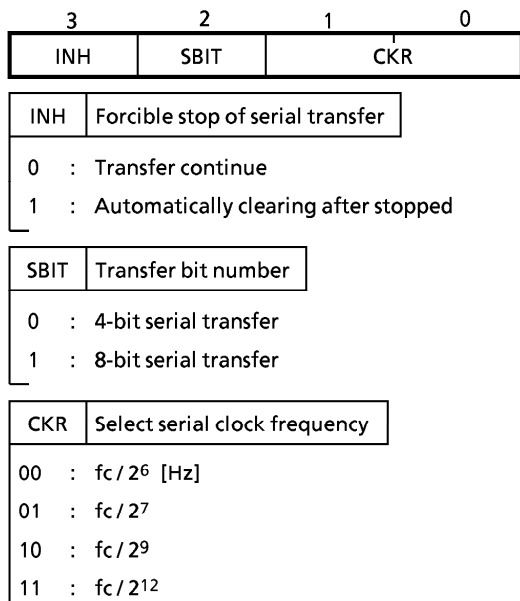 3 2 1 0
INH SBIT CKR
INH Forcible stop of serial transfer
0 : Transfer continue
1 : Automatically clearing after stopped
SBIT Transfer bit number
0 : 4-bit serial transfer
1 : 8-bit serial transfer
CKR Select serial clock frequency
00 : fc / 2⁶ [Hz]
01 : fc / 2⁷
10 : fc / 2⁹
11 : fc / 2¹²